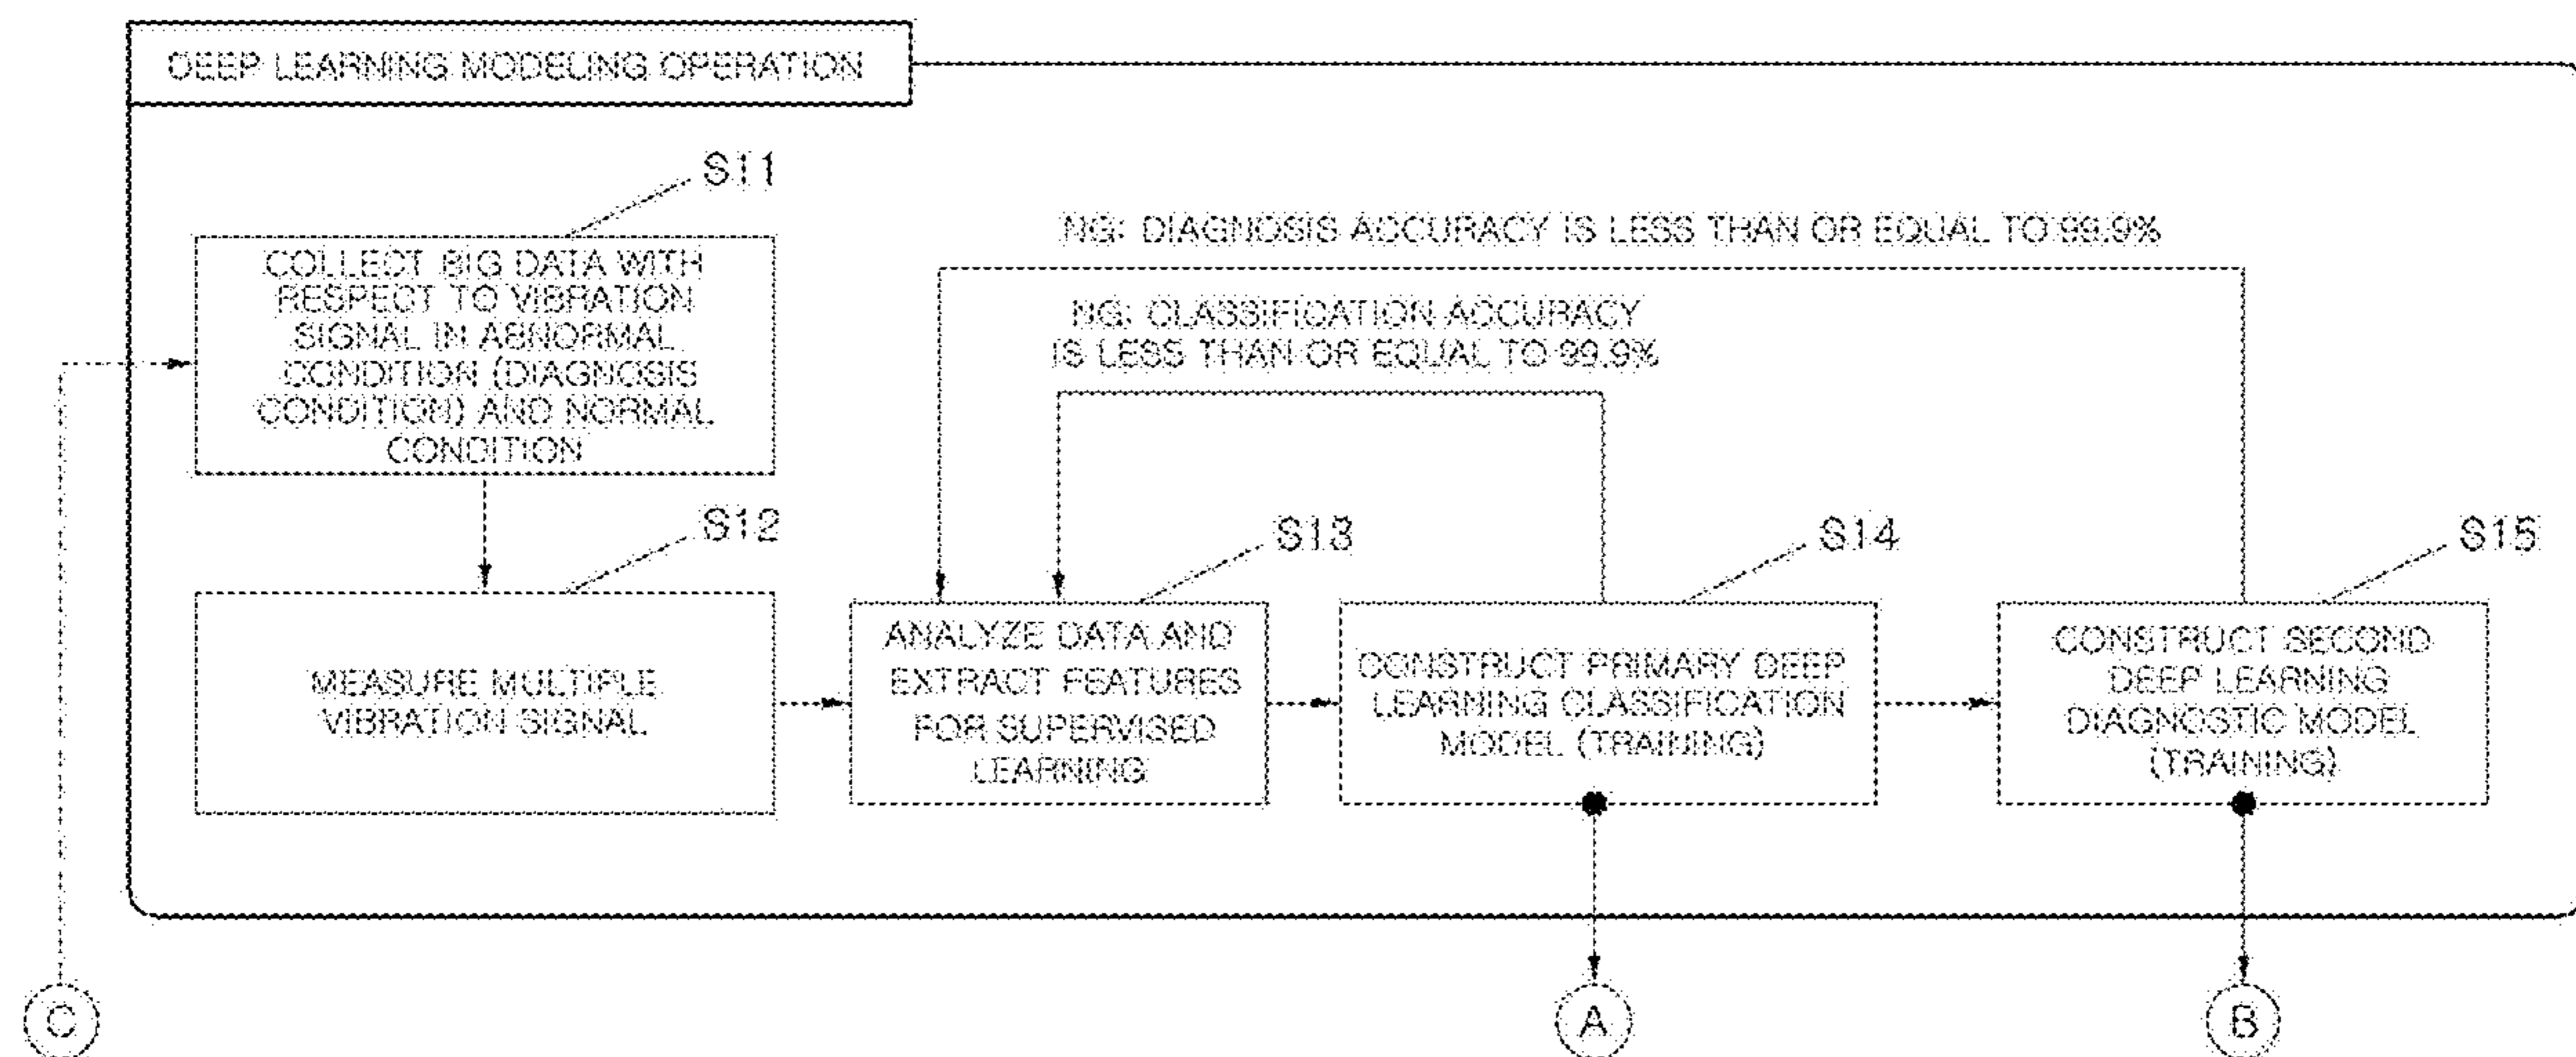 DEEP LEARNING MODELING OPERATION
S11
COLLECT BIG DATA WITH
RESPECT TO VIBRATION
SIGNAL IN ABNORMAL
CONDITION (DIAGNOSIS
CONDITION) AND NORMAL
CONDITION
NG: DIAGNOSIS ACCURACY IS LESS THAN OR EQUAL TO 99.9%
NG: CLASSIFICATION ACCURACY
IS LESS THAN OR EQUAL TO 99.9%
S12
MEASURE MULTIPLE
VIBRATION SIGNAL
S13
ANALYZE DATA AND
EXTRACT FEATURES
FOR SUPERVISED
LEARNING
S14
CONSTRUCT PRIMARY DEEP
LEARNING CLASSIFICATION
MODEL (TRAINING)
S15
CONSTRUCT SECOND
DEEP LEARNING
DIAGNOSTIC MODEL
(TRAINING)
C
A
B